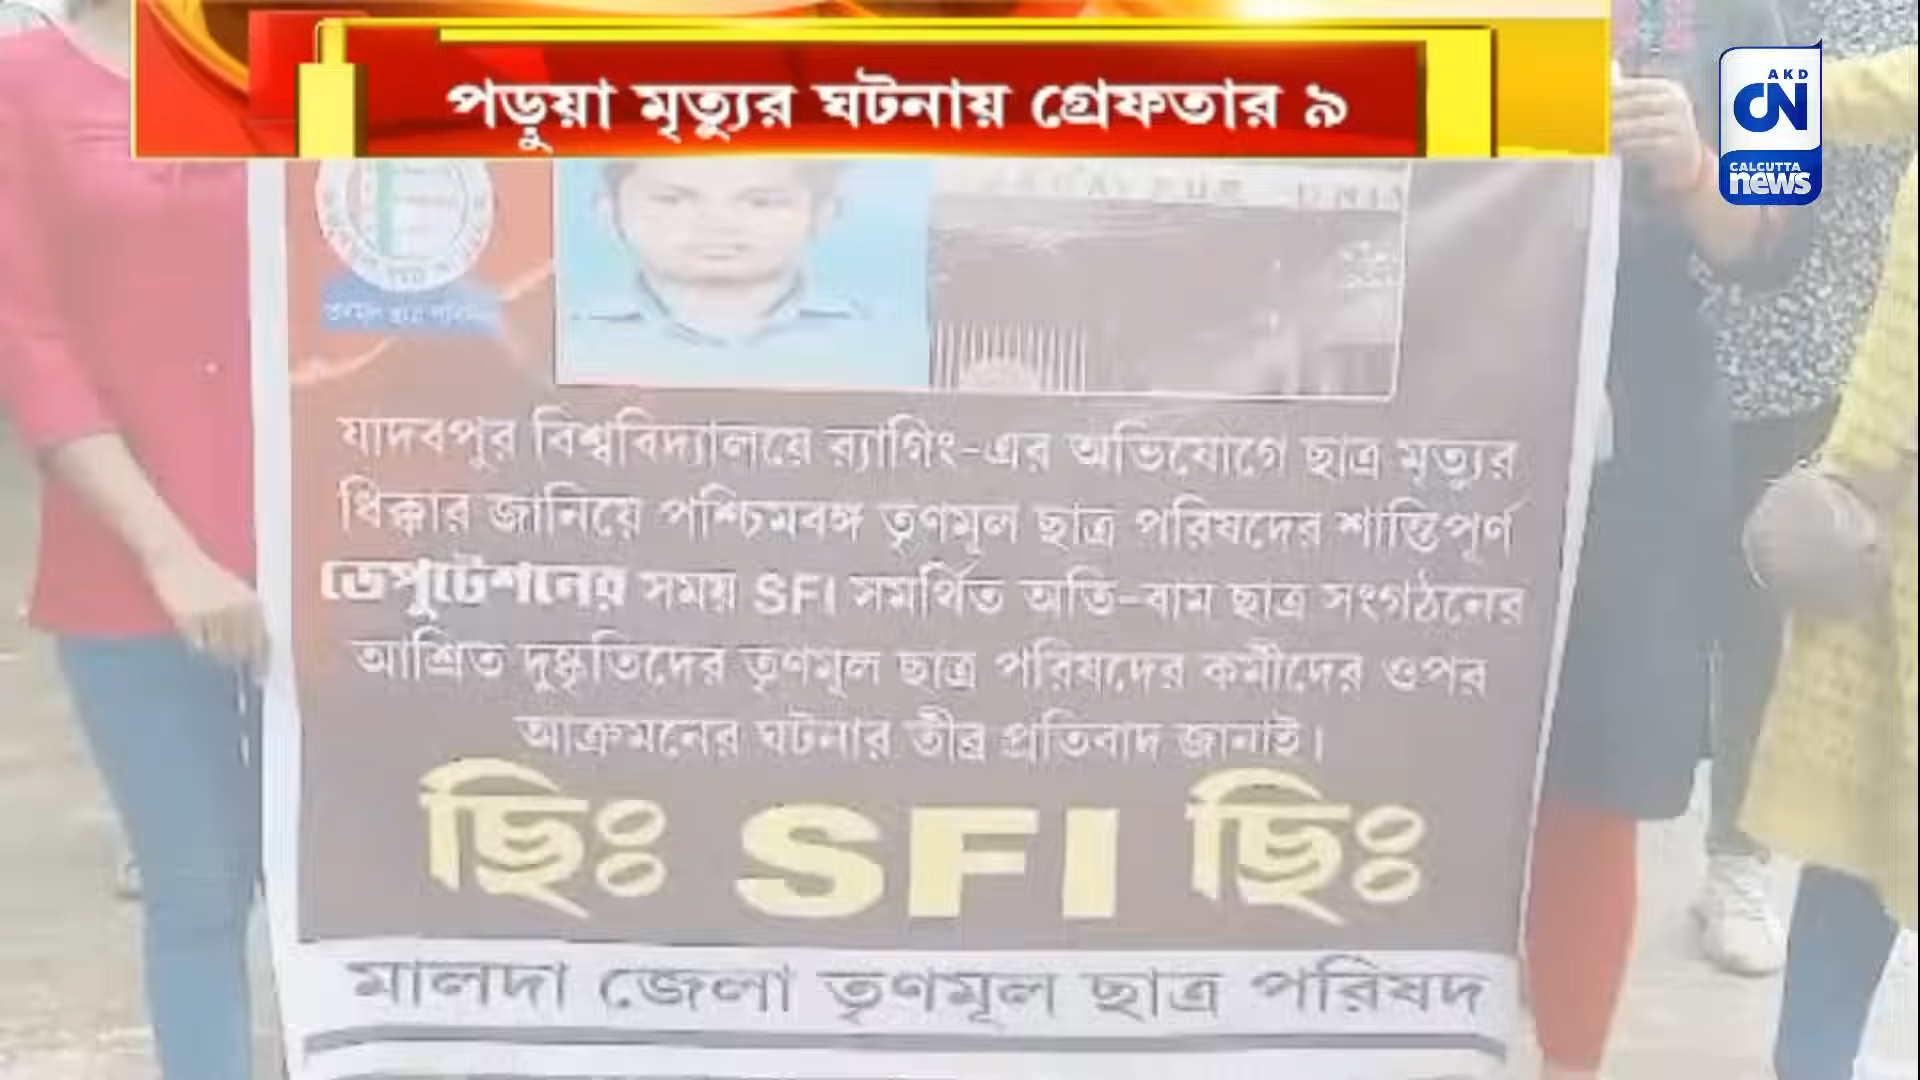 পড়ুয়া মৃত্যুর ঘটনায় গ্রেফতার ৯
AKD
CN
CALCUTTA
news
যাদবপুর বিশ্ববিদ্যালয়ে র‍্যাগিং-এর অভিযোগে ছাত্র মৃত্যুর
ধিক্কার জানিয়ে পশ্চিমবঙ্গ তৃণমূল ছাত্র পরিষদের শান্তিপূর্ণ
ডেপুটেশনের সময় SFI সমর্থিত অতি-বাম ছাত্র সংগঠনের
আশ্রিত দুষ্কৃতিদের তৃণমূল ছাত্র পরিষদের কর্মীদের ওপর
আক্রমনের ঘটনার তীব্র প্রতিবাদ জানাই।
ছিঃ SFI ছিঃ
মালদা জেলা তৃণমূল ছাত্র পরিষদ